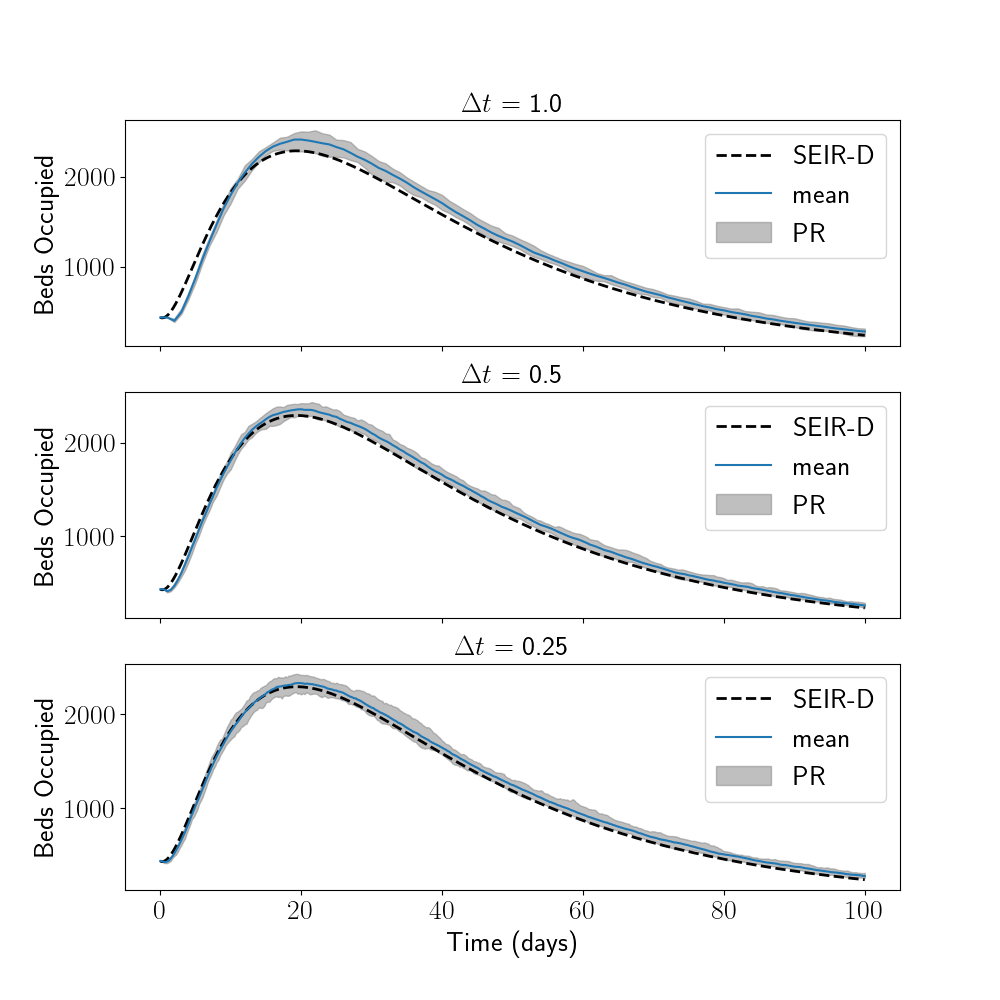 Δt = 1.0
Beds Occupied
2000
1000
SEIR-D
mean
PR
Δt = 0.5
Beds Occupied
2000
1000
SEIR-D
mean
PR
Δt = 0.25
Beds Occupied
2000
1000
SEIR-D
mean
PR
0 20 40 60 80 100
Time (days)